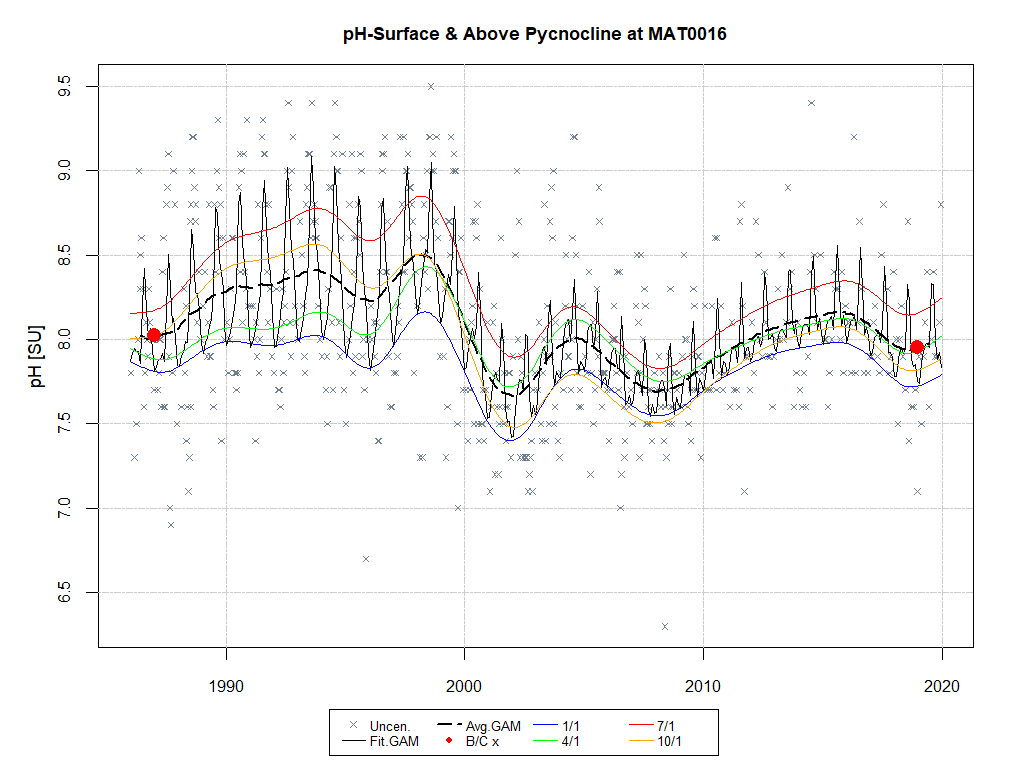 pH-Surface & Above Pycnocline at MAT0016
pH [SU]
9.5
9.0
8.5
8.0
7.5
7.0
6.5
1990 2000 2010 2020
Uncen. Avg.GAM 1/1 7/1
Fit.GAM B/C x 4/1 10/1